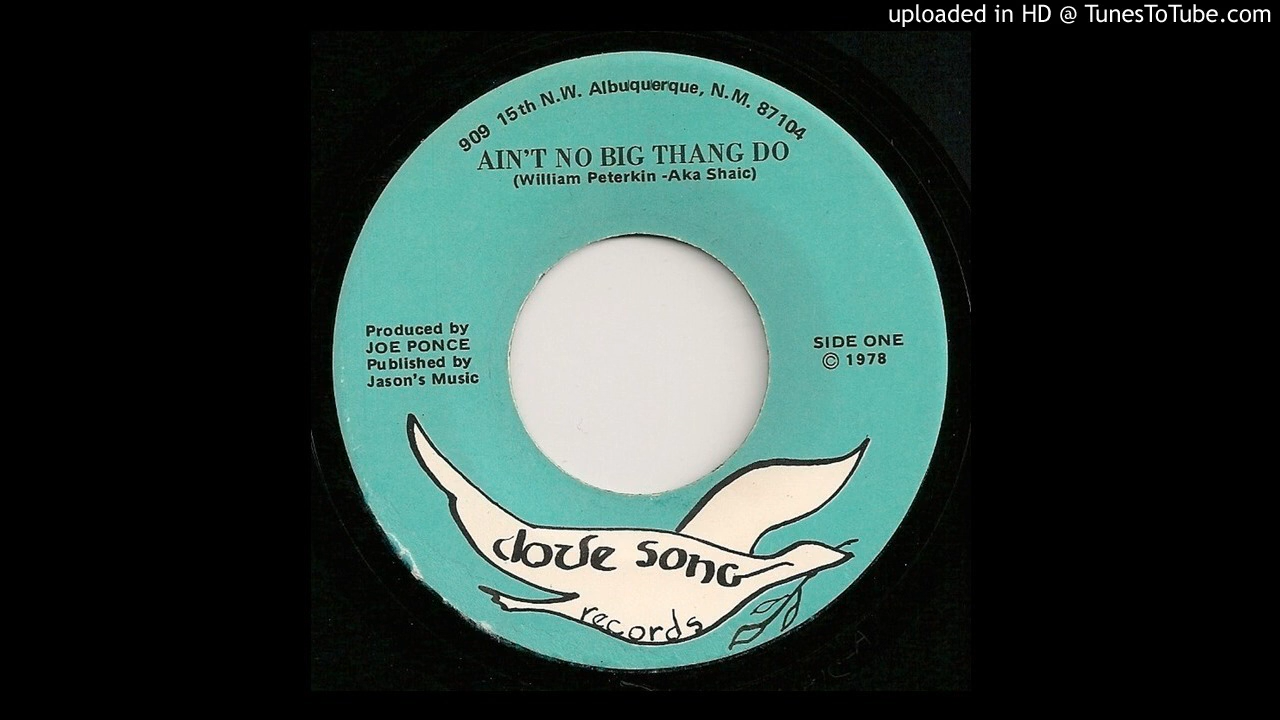 uploaded in HD @ TunesToTube.com
909 15th N.W. Albuquerque, N.M. 87104
AIN'T NO BIG THANG DO
(William Peterkin -Aka Shaic)
Produced by
JOE PONCE
Published by
Jason's Music
SIDE ONE
© 1978
dove song
records